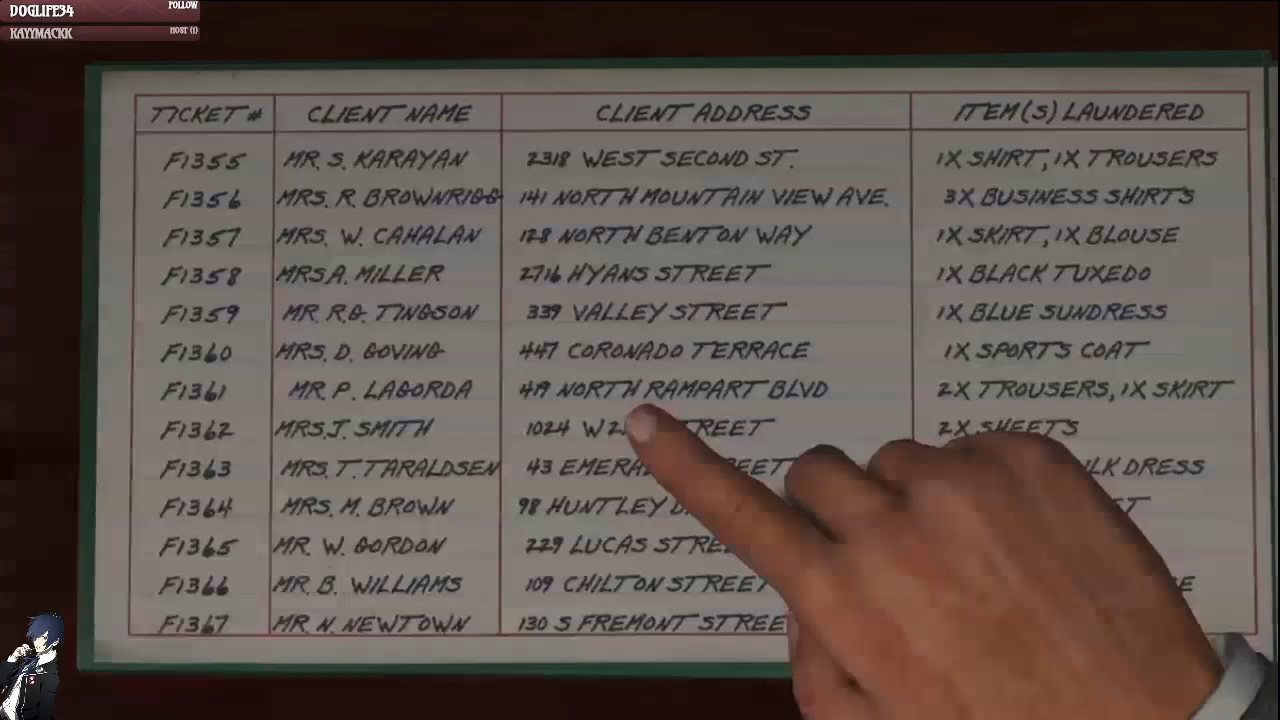 DOGLIFE34 FOLLOW
KAYYMACKK HOST (1)
TICKET # CLIENT NAME CLIENT ADDRESS ITEM(S) LAUNDERED
F1355 MR. S. KARAYAN 2318 WEST SECOND ST. 1X SHIRT, 1X TROUSERS
F1356 MRS. R. BROWNRIGG 141 NORTH MOUNTAIN VIEW AVE. 3X BUSINESS SHIRTS
F1357 MRS. W. CAHALAN 128 NORTH BENTON WAY 1X SKIRT, 1X BLOUSE
F1358 MRS A. MILLER 2716 HYANS STREET 1X BLACK TUXEDO
F1359 MR. R.G. TINGSON 339 VALLEY STREET 1X BLUE SUNDRESS
F1360 MRS. D. GOVING 447 CORONADO TERRACE 1X SPORTS COAT
F1361 MR. P. LAGORDA 419 NORTH RAMPART BLVD 2X TROUSERS, 1X SKIRT
F1362 MRS J. SMITH 1024 STREET 2X SHEETS
F1363 MRS. T. TARALDSEN 43 STREET DRESS
F1364 MRS. M. BROWN 98 HUNTLEY
F1365 MR. W. GORDON 229 LUCAS
F1366 MR. B. WILLIAMS 109 CHILTON STREET
F1367 MR. N. NEWTOWN 130 S FREMONT STREET